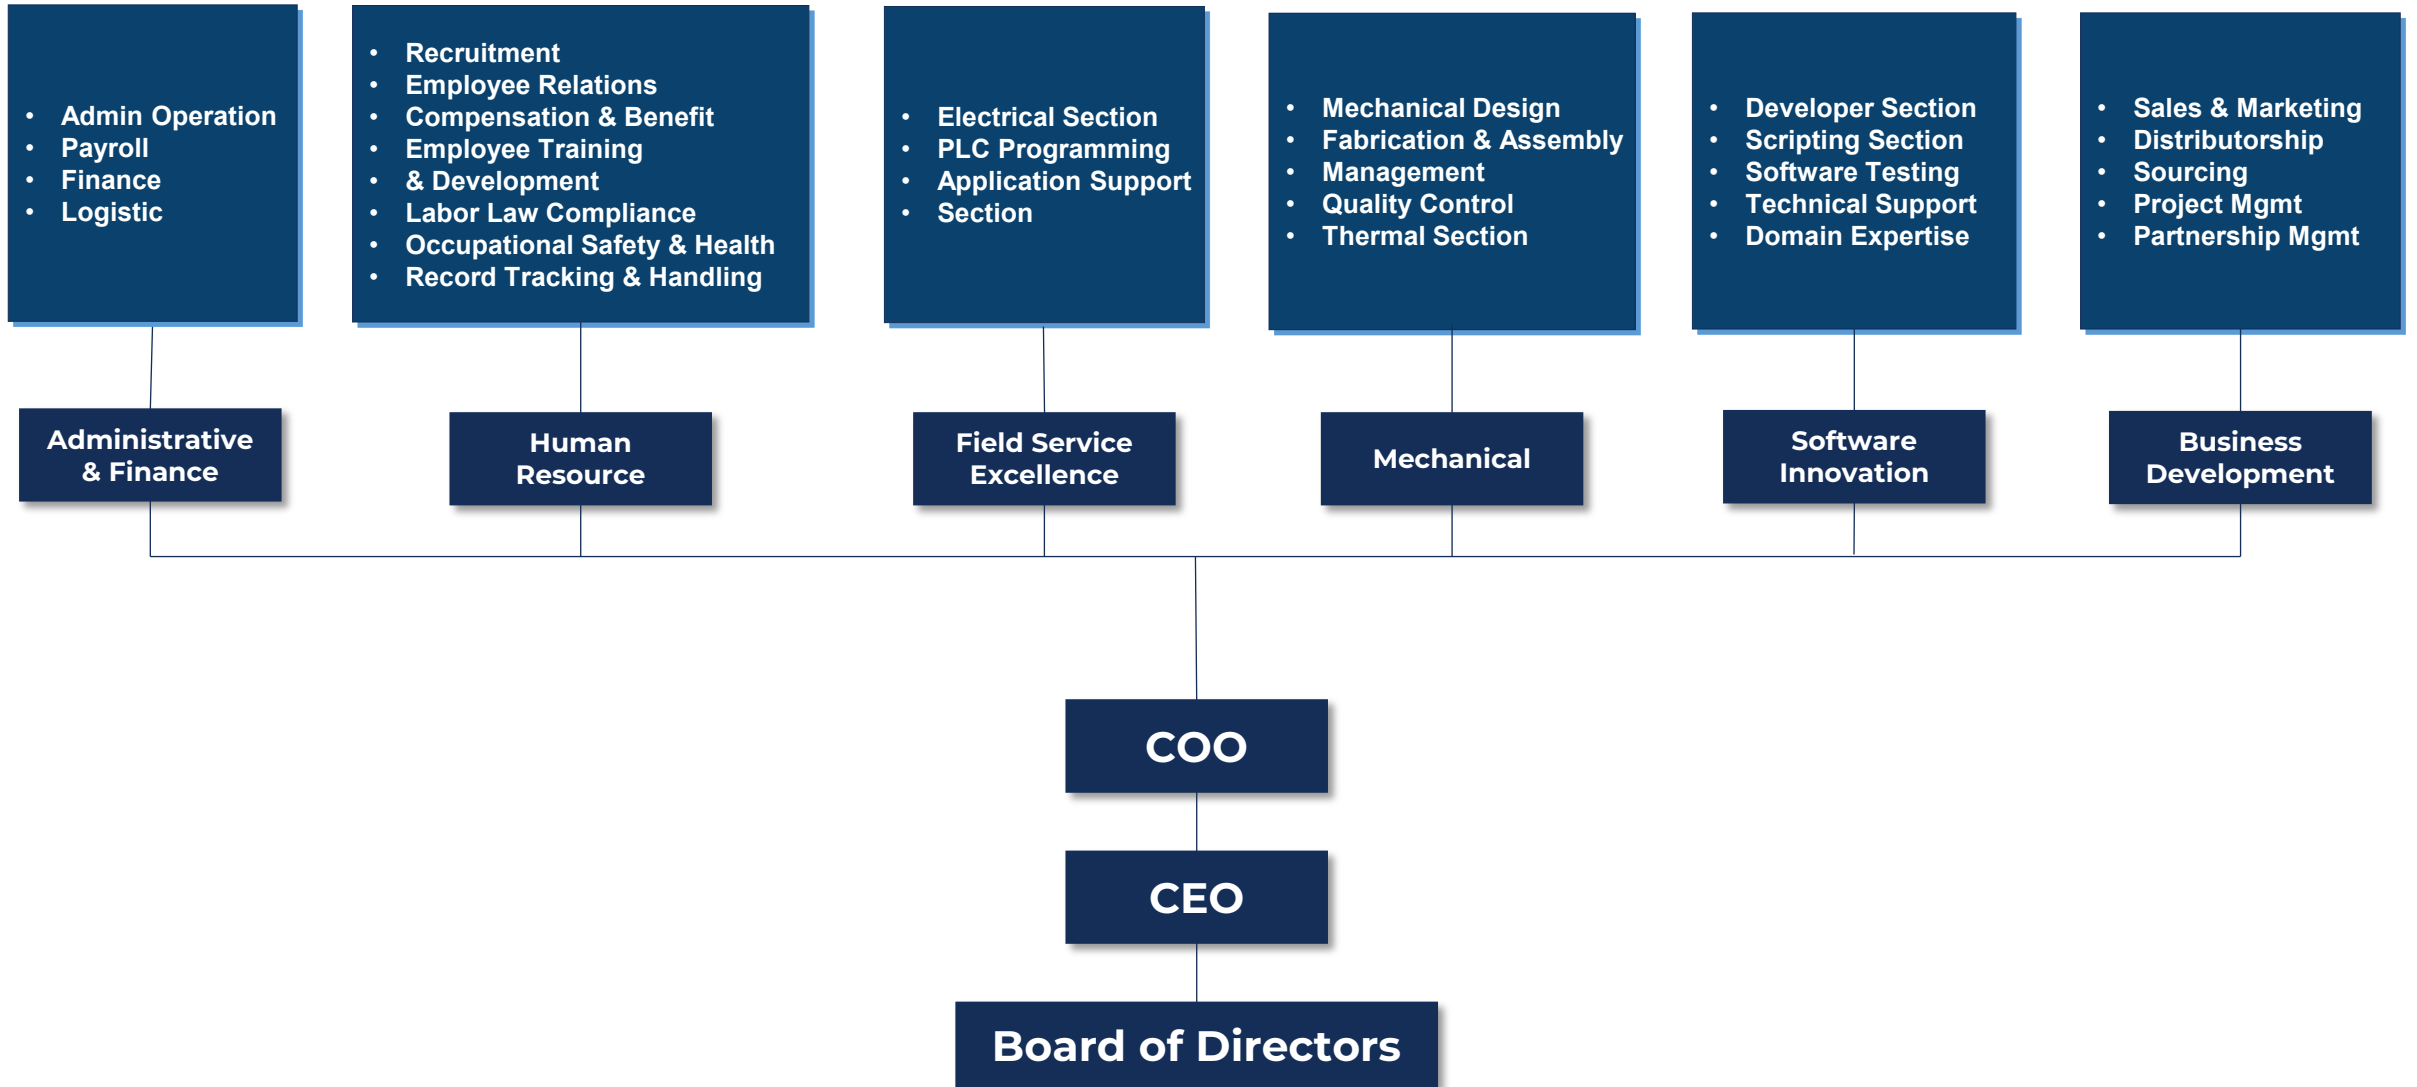 • Admin Operation
• Payroll
• Finance
• Logistic
• Recruitment
• Employee Relations
• Compensation & Benefit
• Employee Training
• & Development
• Labor Law Compliance
• Occupational Safety & Health
• Record Tracking & Handling
• Electrical Section
• PLC Programming
• Application Support
• Section
• Mechanical Design
• Fabrication & Assembly
• Management
• Quality Control
• Thermal Section
• Developer Section
• Scripting Section
• Software Testing
• Technical Support
• Domain Expertise
• Sales & Marketing
• Distributorship
• Sourcing
• Project Mgmt
• Partnership Mgmt
Administrative
& Finance
Human
Resource
Field Service
Excellence
Mechanical
Software
Innovation
Business
Development
COO
CEO
Board of Directors